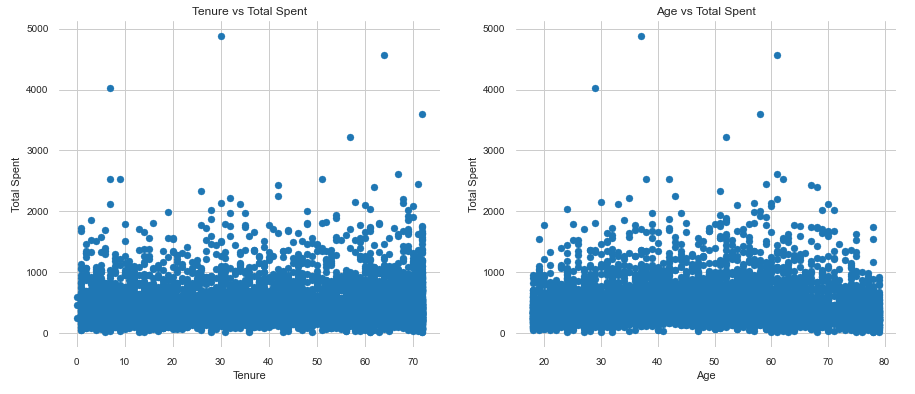 Tenure vs Total Spent
Total Spent
5000
4000
3000
2000
1000
0
0 10 20 30 40 50 60 70
Tenure
Age vs Total Spent
Total Spent
5000
4000
3000
2000
1000
0
20 30 40 50 60 70 80
Age